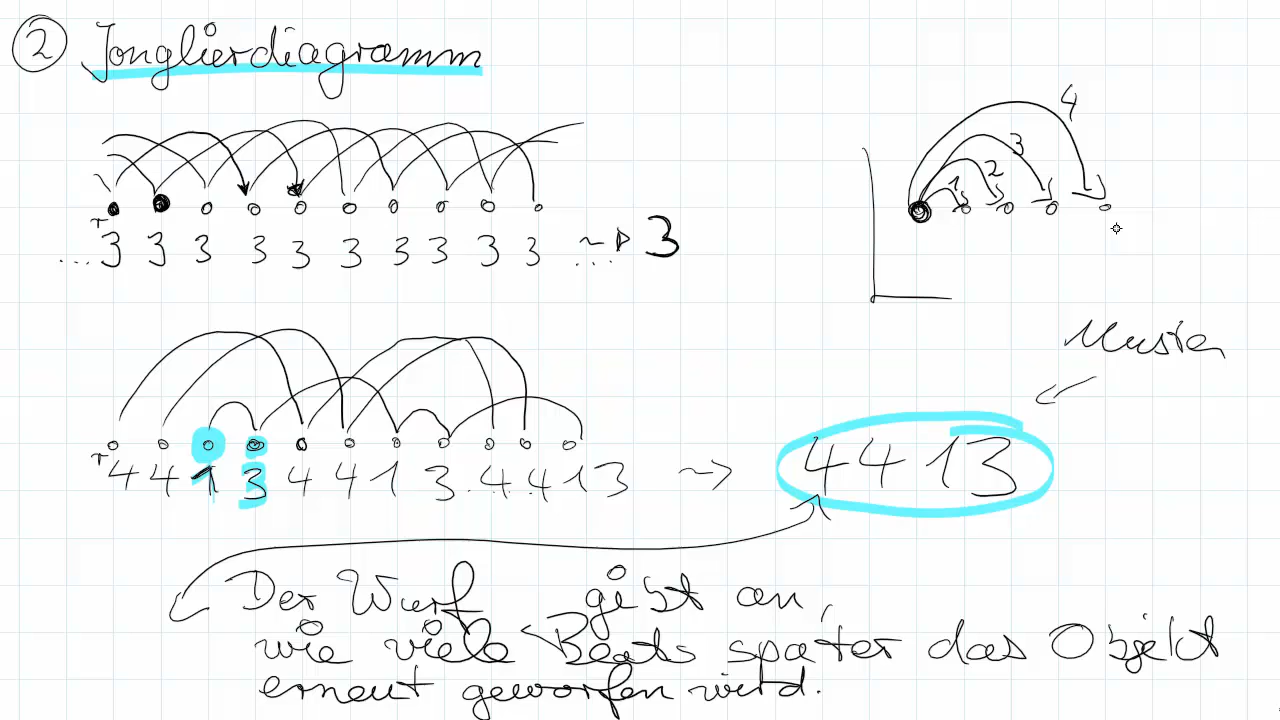 ② Jonglierdiagramm
4
3
2
1
... 3 3 3 3 3 3 3 3 3 3 ... ~▷ 3
Muster
4 4 1 3 4 4 1 3 4 4 1 3 ~> 4 4 1 3
Der Wurf gibt an,
wie viele Beats später das Objekt
erneut geworfen wird.